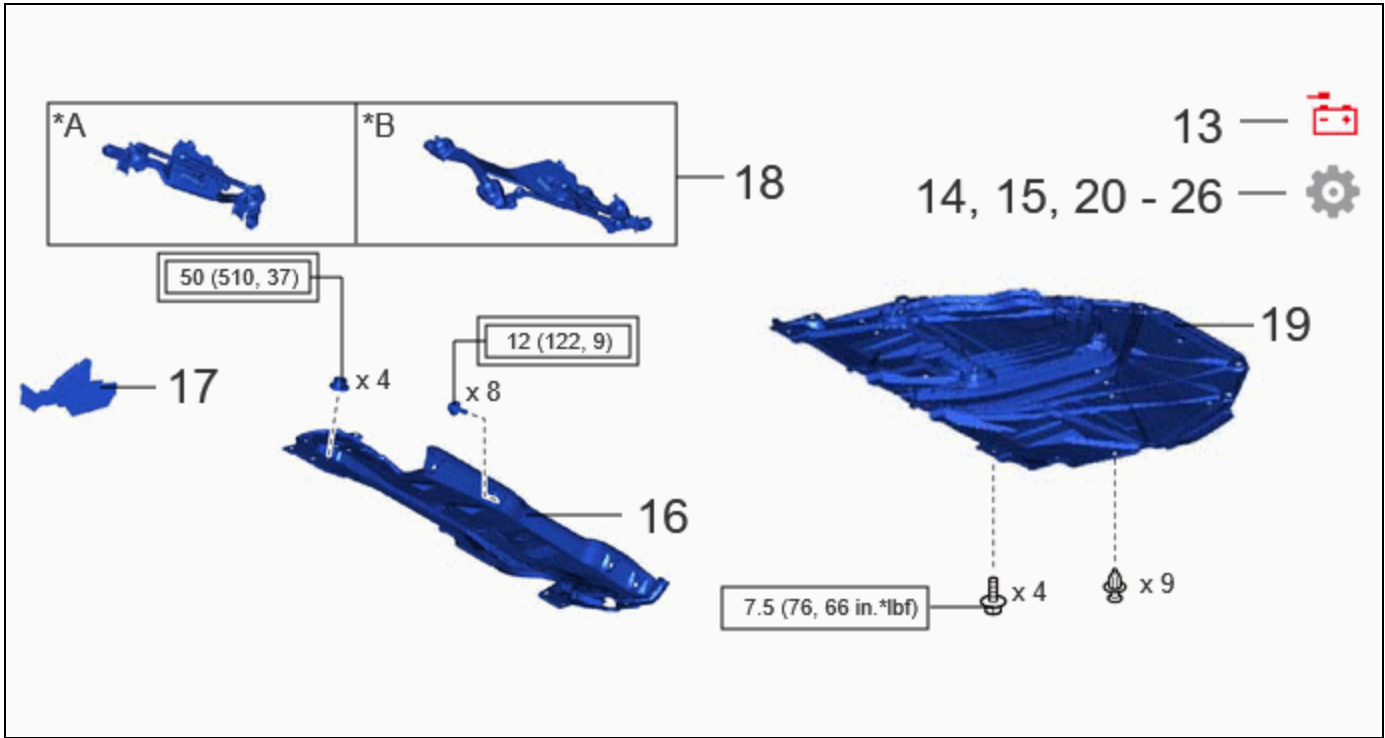 *A
*B
13
18
14, 15, 20 - 26
50 (510, 37)
19
12 (122, 9)
17
x 4
x 8
16
7.5 (76, 66 in.*lbf)
x 4
x 9